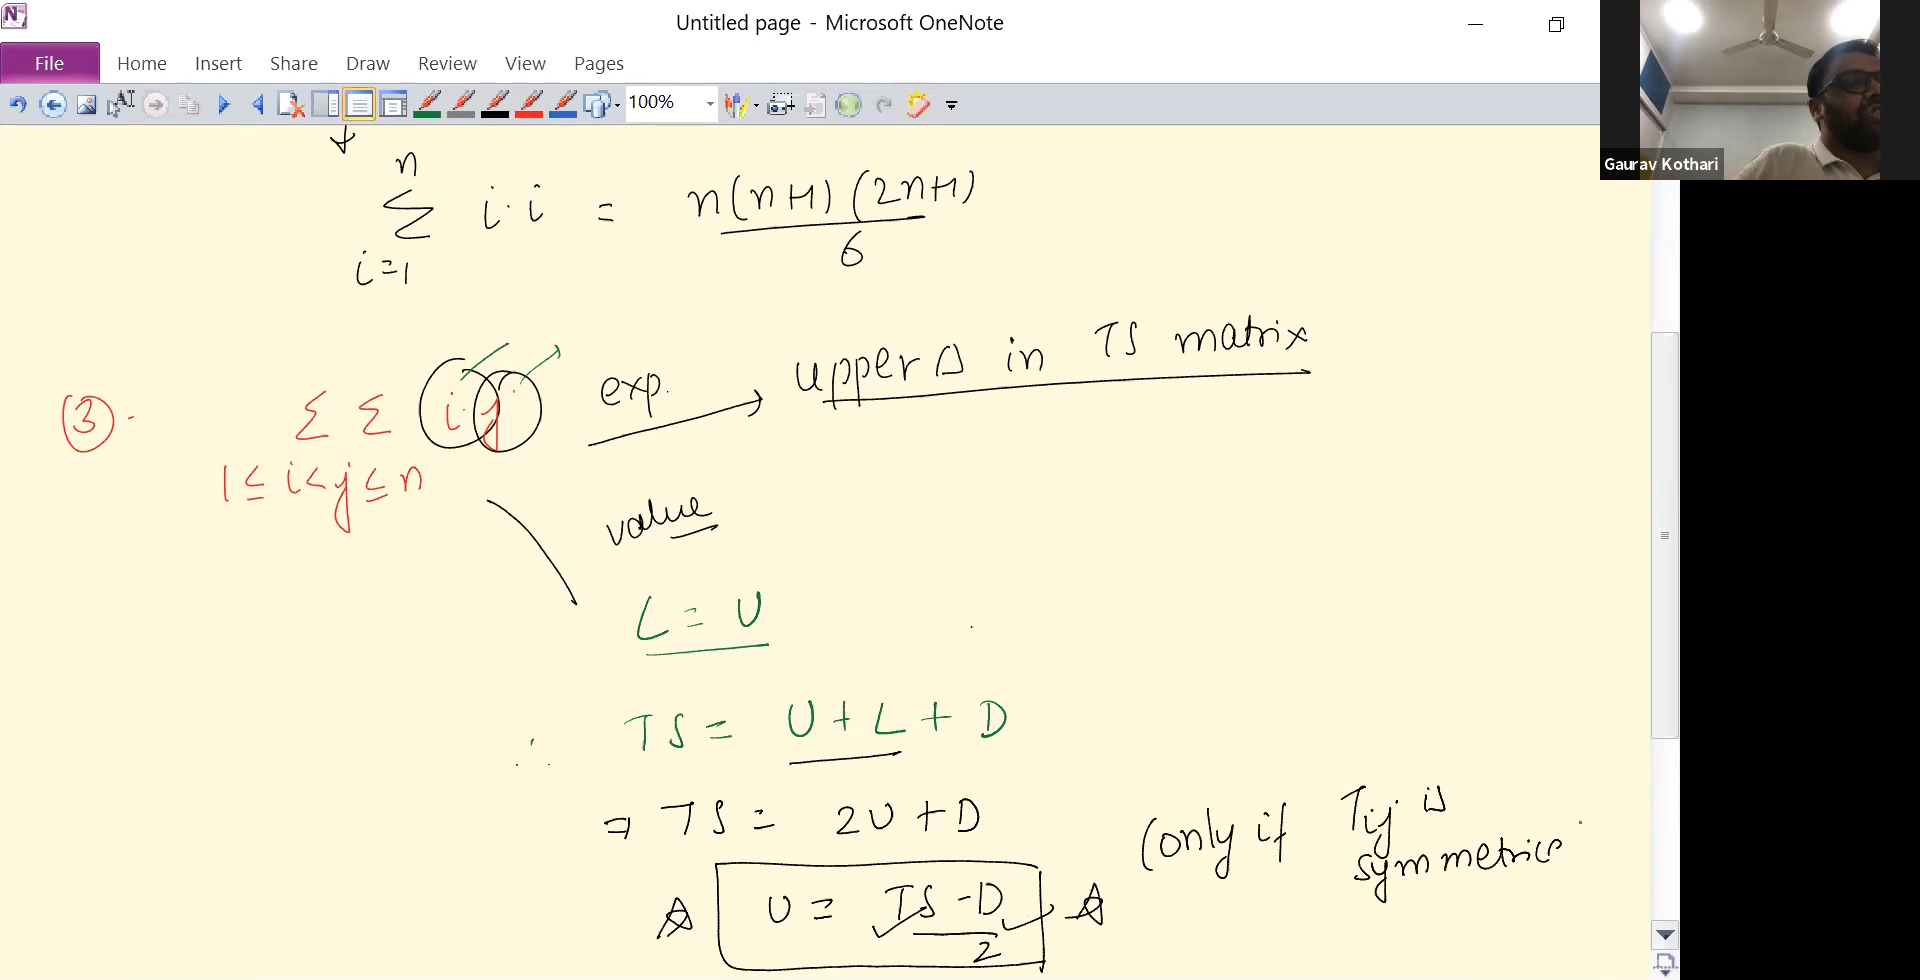 Untitled page - Microsoft OneNote
File Home Insert Share Draw Review View Pages
100%
Gaurav Kothari
n
Σ i·i = n(n+1)(2n+1)
i=1 6
③· Σ Σ i·j exp. → upper Δ in TS matrix
1≤ i<j ≤ n
value
L = U
∴ TS = U + L + D
⇒ TS = 2U + D (only if Tij is symmetric
☆ U = TS - D ☆
2